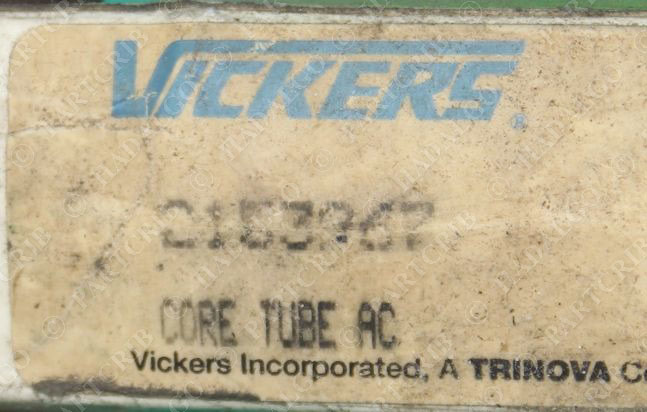 VICKERS®
CORE TUBE AC
Vickers Incorporated, A TRINOVA